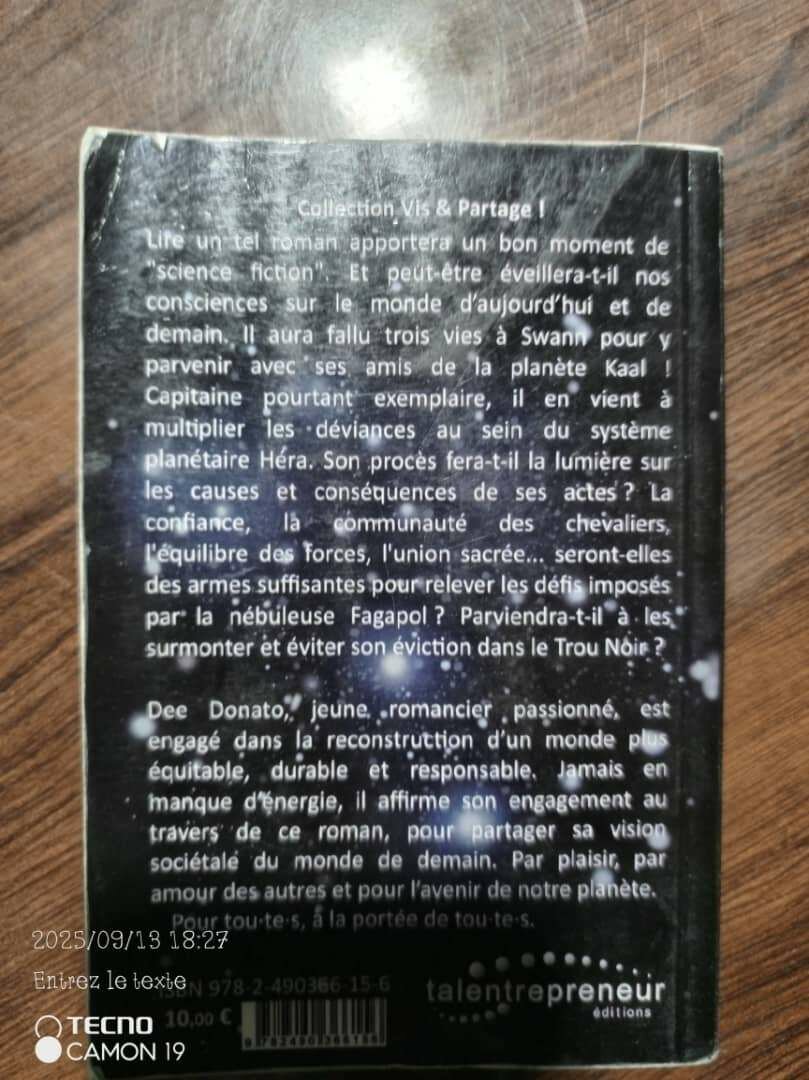 Collection Vis & Partage !
Lire un tel roman apportera un bon moment de
"science fiction". Et peut-être éveillera-t-il nos
consciences sur le monde d'aujourd'hui et de
demain. Il aura fallu trois vies à Swann pour y
parvenir avec ses amis de la planète Kaal !
Capitaine pourtant exemplaire, il en vient à
multiplier les déviances au sein du système
planétaire Héra. Son procès fera-t-il la lumière sur
les causes et conséquences de ses actes ? La
confiance, la communauté des chevaliers,
l'équilibre des forces, l'union sacrée... seront-elles
des armes suffisantes pour relever les défis imposés
par la nébuleuse Fagapol ? Parviendra-t-il à les
surmonter et éviter son éviction dans le Trou Noir ?
Dee Donato, jeune romancier passionné, est
engagé dans la reconstruction d'un monde plus
équitable, durable et responsable. Jamais en
manque d'énergie, il affirme son engagement au
travers de ce roman, pour partager sa vision
sociétale du monde de demain. Par plaisir, par
amour des autres et pour l'avenir de notre planète.
Pour tou·te·s, à la portée de tou·te·s.
2025/09/13 18:27
Entrez le texte
ISBN 978-2-490366-15-6
10,00 €
9782490366156
talentrepreneur
éditions
TECNO
CAMON 19